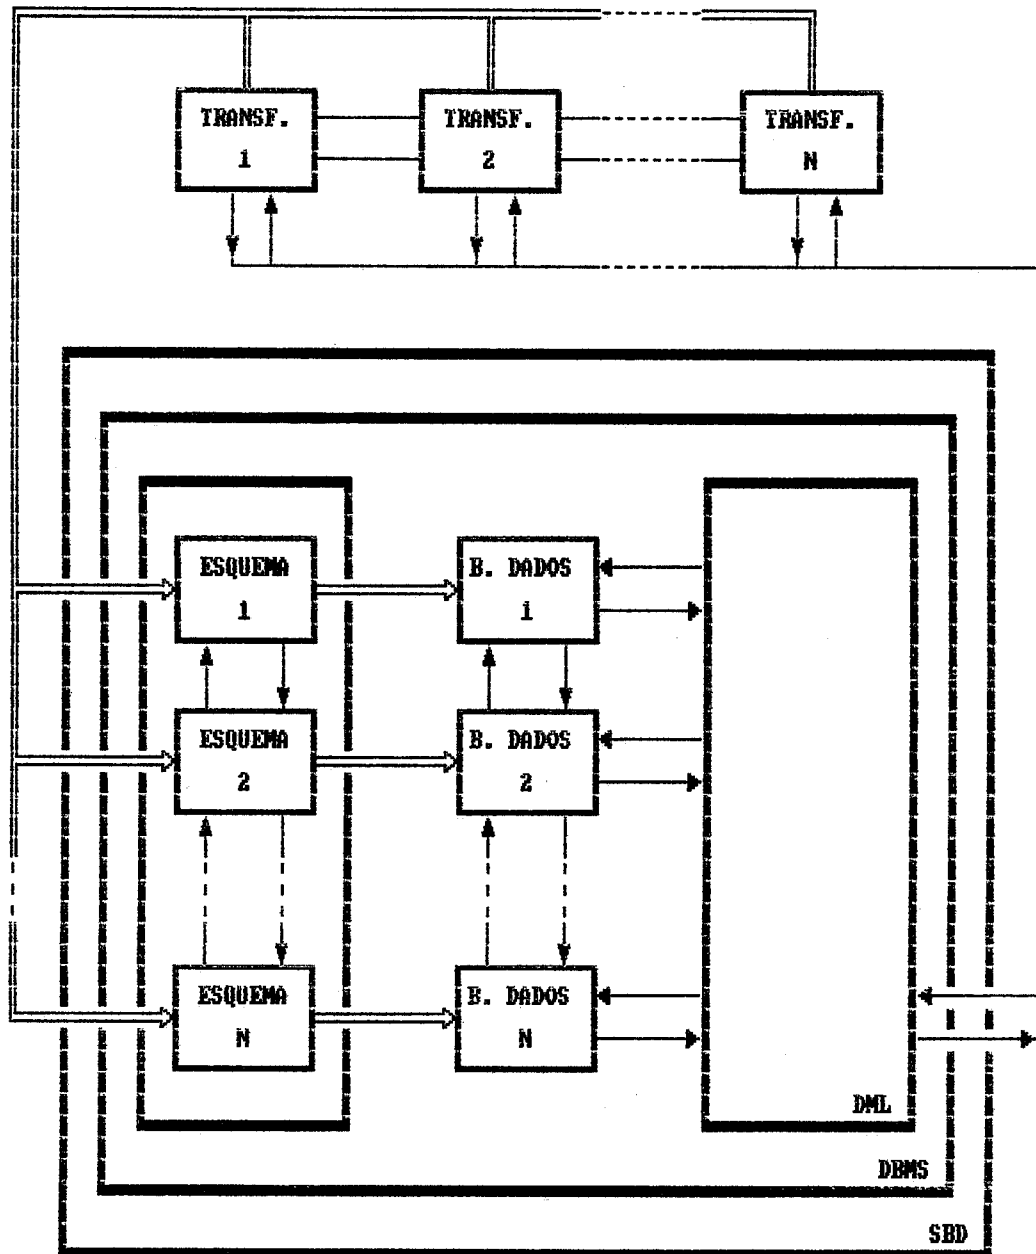 TRANSF.
1
TRANSF.
2
TRANSF.
N
ESQUEMA
1
B. DADOS
1
ESQUEMA
2
B. DADOS
2
ESQUEMA
N
B. DADOS
N
DML
DBMS
SBD